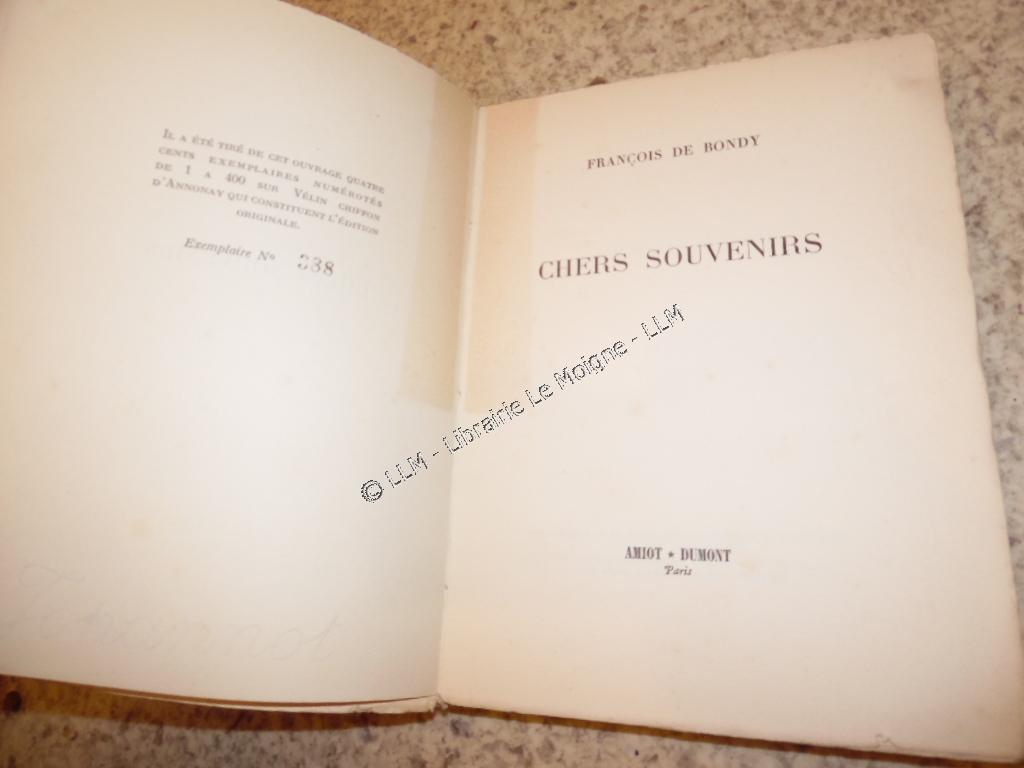 IL A ÉTÉ TIRÉ DE CET OUVRAGE QUATRE
CENTS EXEMPLAIRES NUMÉROTÉS
DE 1 A 400 SUR VÉLIN CHIFFON
D'ANNONAY QUI CONSTITUENT L'ÉDITION
ORIGINALE.
Exemplaire No 338
FRANÇOIS DE BONDY
CHERS SOUVENIRS
© LLM - Librairie Le Moigne - LLM
AMIOT ★ DUMONT
Paris